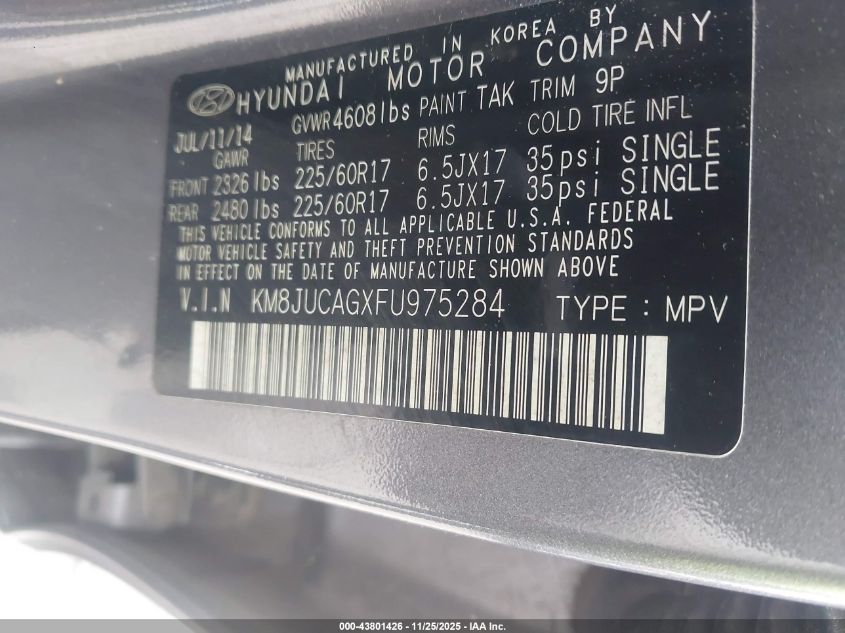 MANUFACTURED IN KOREA BY
HYUNDAI MOTOR COMPANY
JUL/11/14 GVWR 4608lbs PAINT TAK TRIM 9P
GAWR TIRES RIMS COLD TIRE INFL
FRONT 2326 lbs 225/60R17 6.5JX17 35psi SINGLE
REAR 2480 lbs 225/60R17 6.5JX17 35psi SINGLE
THIS VEHICLE CONFORMS TO ALL APPLICABLE U.S.A. FEDERAL
MOTOR VEHICLE SAFETY AND THEFT PREVENTION STANDARDS
IN EFFECT ON THE DATE OF MANUFACTURE SHOWN ABOVE
V.I.N KM8JUCAGXFU975284 TYPE : MPV
000-43801426 - 11/25/2025 - IAA Inc.